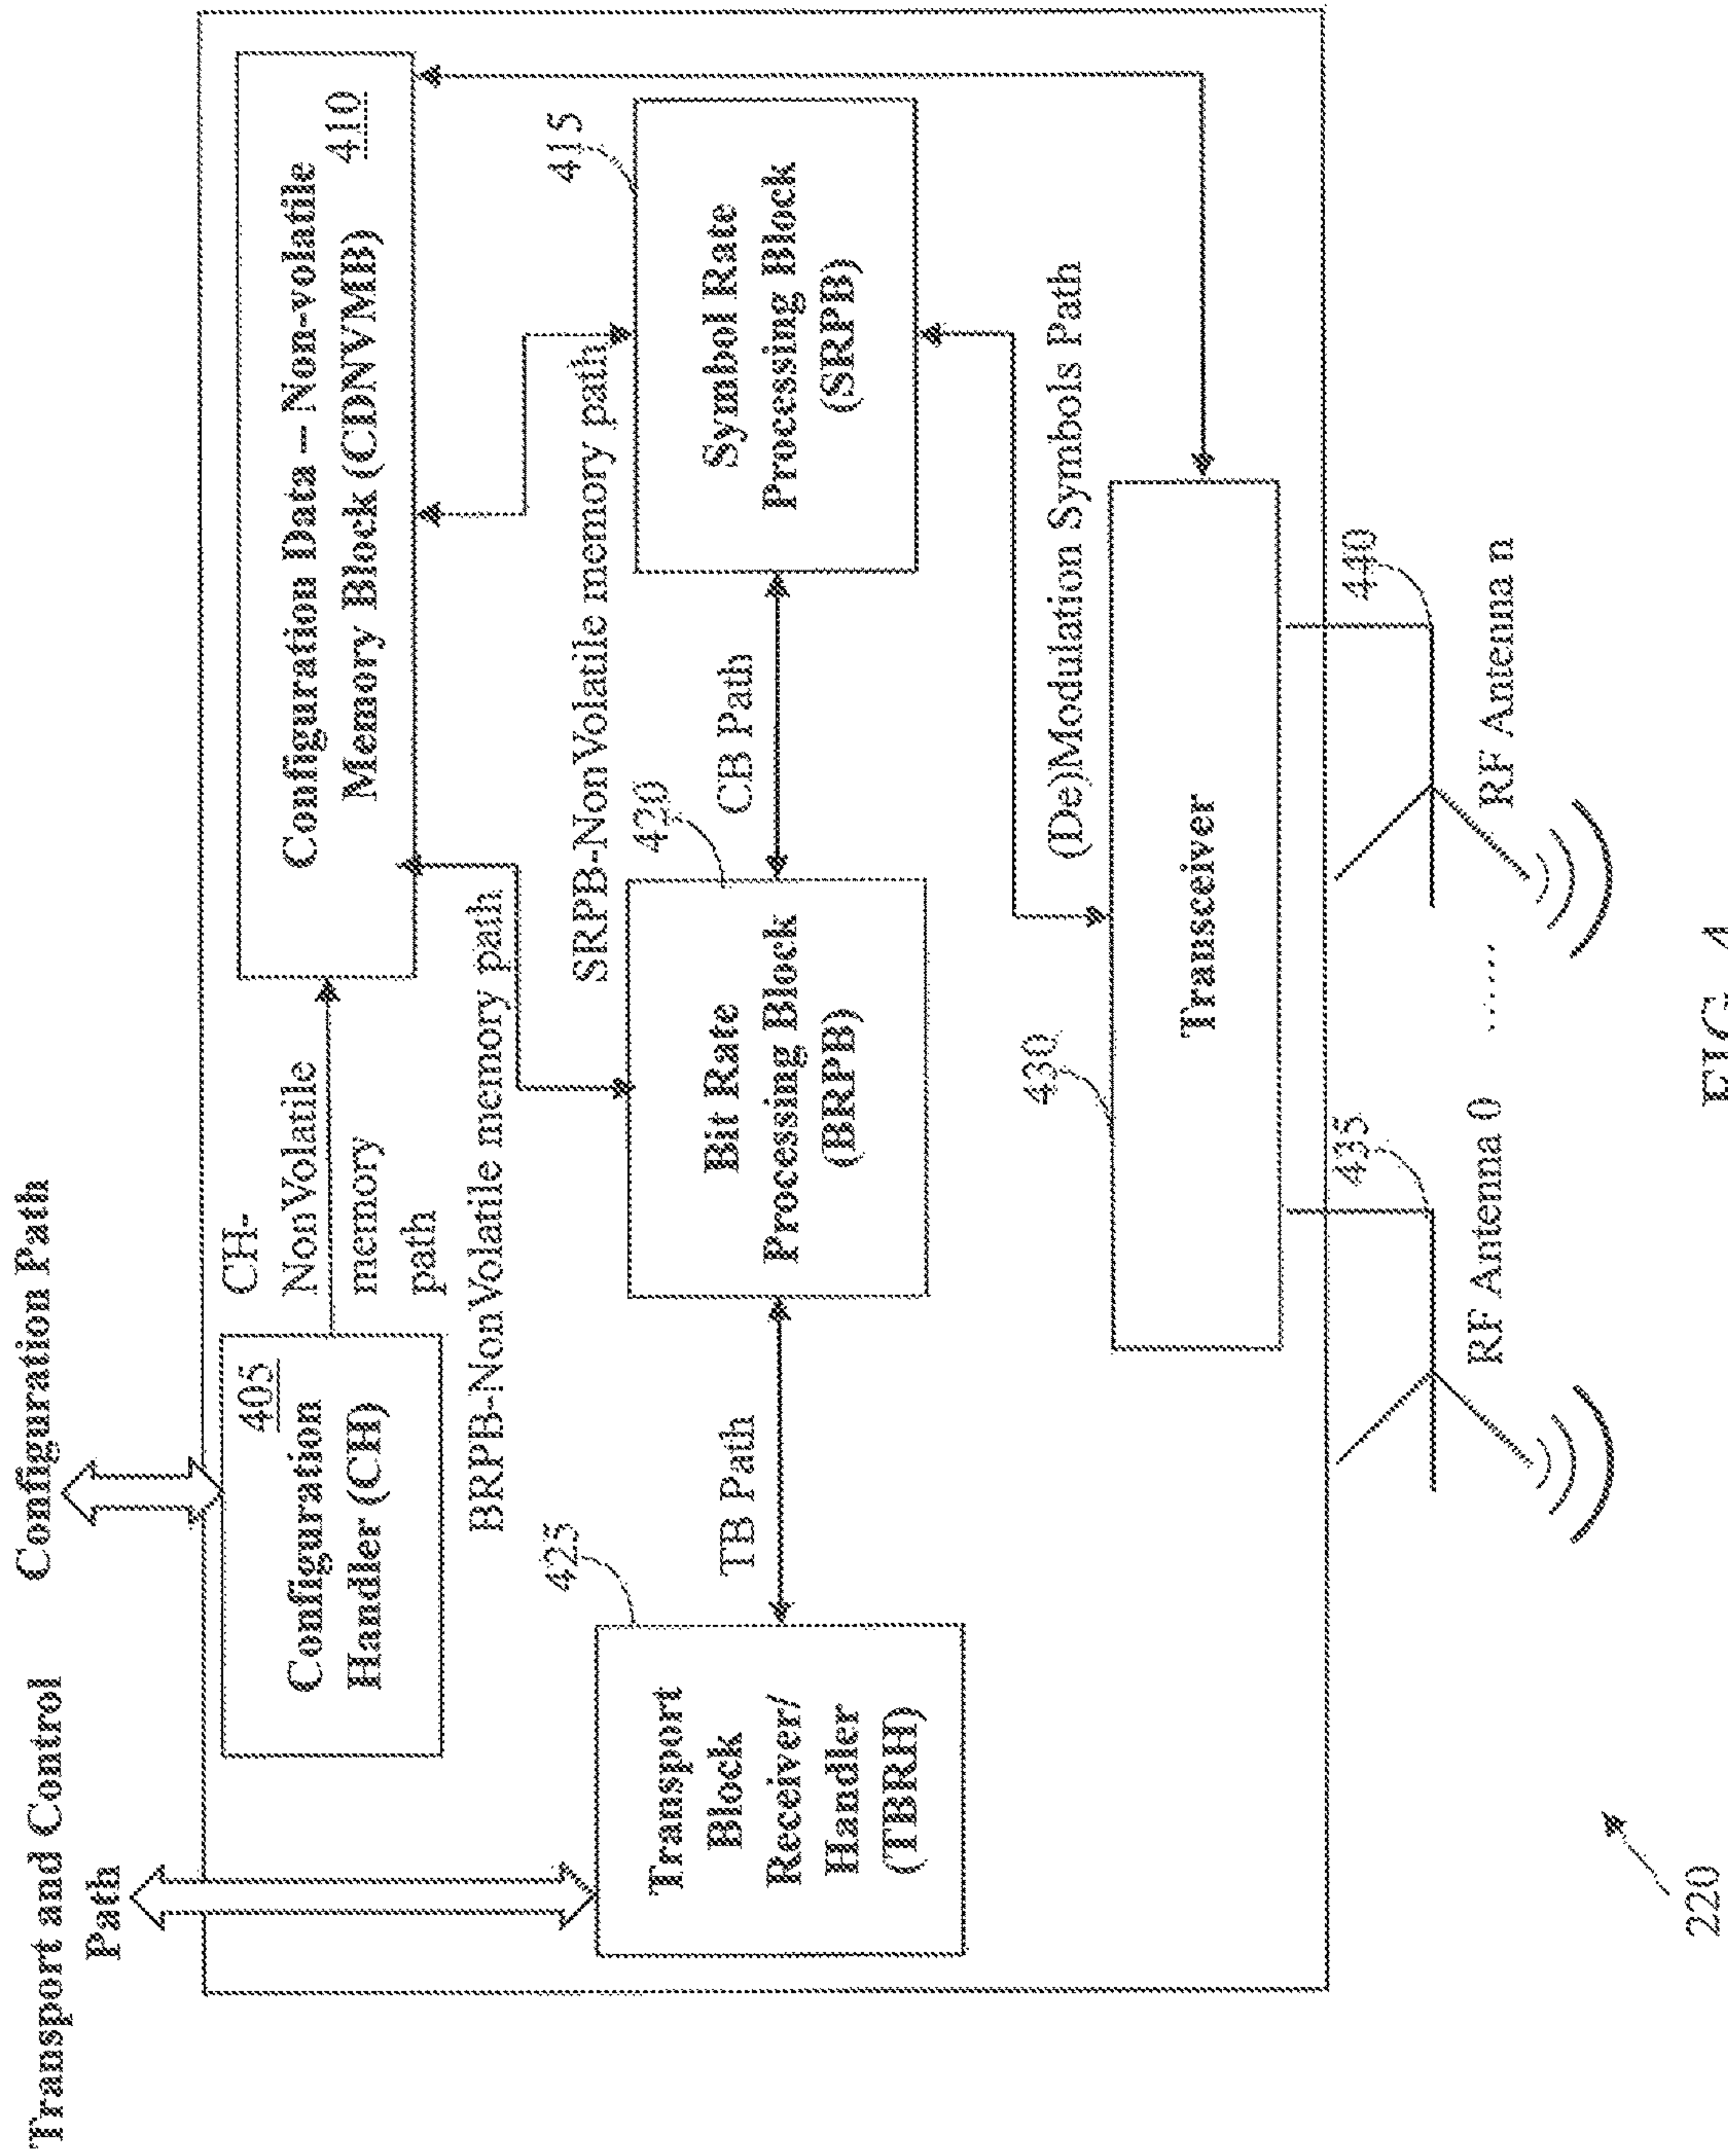 Transport and Control
Path
Configuration Path
405
Configuration
Handler (CH)
CH-
NonVolatile
memory
path
Configuration Data – Non-volatile
Memory Block (CDNVMB)
410
BRPB-NonVolatile memory path
SRPB-NonVolatile memory path
425
Transport
Block
Receiver/
Handler
(TBRH)
TB Path
420
Bit Rate
Processing Block
(BRPB)
CB Path
415
Symbol Rate
Processing Block
(SRPB)
(De)Modulation Symbols Path
430
Transceiver
435
440
RF Antenna 0
......
RF Antenna n
220
FIG. 4